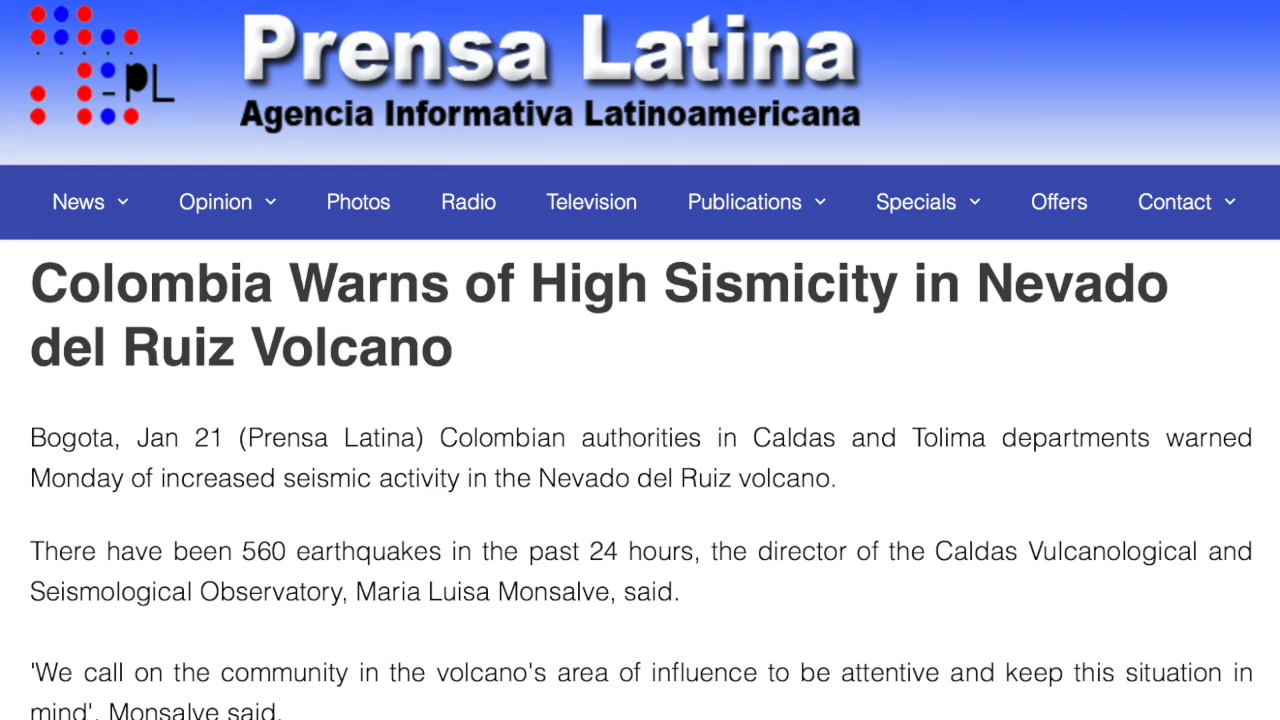 Prensa Latina
-PL
Agencia Informativa Latinoamericana
News Opinion Photos Radio Television Publications Specials Offers Contact
Colombia Warns of High Sismicity in Nevado
del Ruiz Volcano
Bogota, Jan 21 (Prensa Latina) Colombian authorities in Caldas and Tolima departments warned
Monday of increased seismic activity in the Nevado del Ruiz volcano.
There have been 560 earthquakes in the past 24 hours, the director of the Caldas Vulcanological and
Seismological Observatory, Maria Luisa Monsalve, said.
'We call on the community in the volcano's area of influence to be attentive and keep this situation in
mind', Monsalve said.